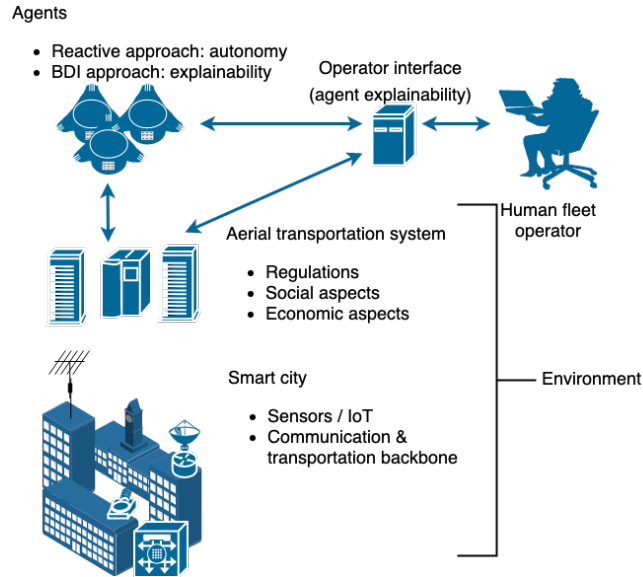 Agents
• Reactive approach: autonomy
• BDI approach: explainability
Operator interface
(agent explainability)
Human fleet
operator
Aerial transportation system
• Regulations
• Social aspects
• Economic aspects
Smart city
• Sensors / IoT
• Communication &
transportation backbone
Environment